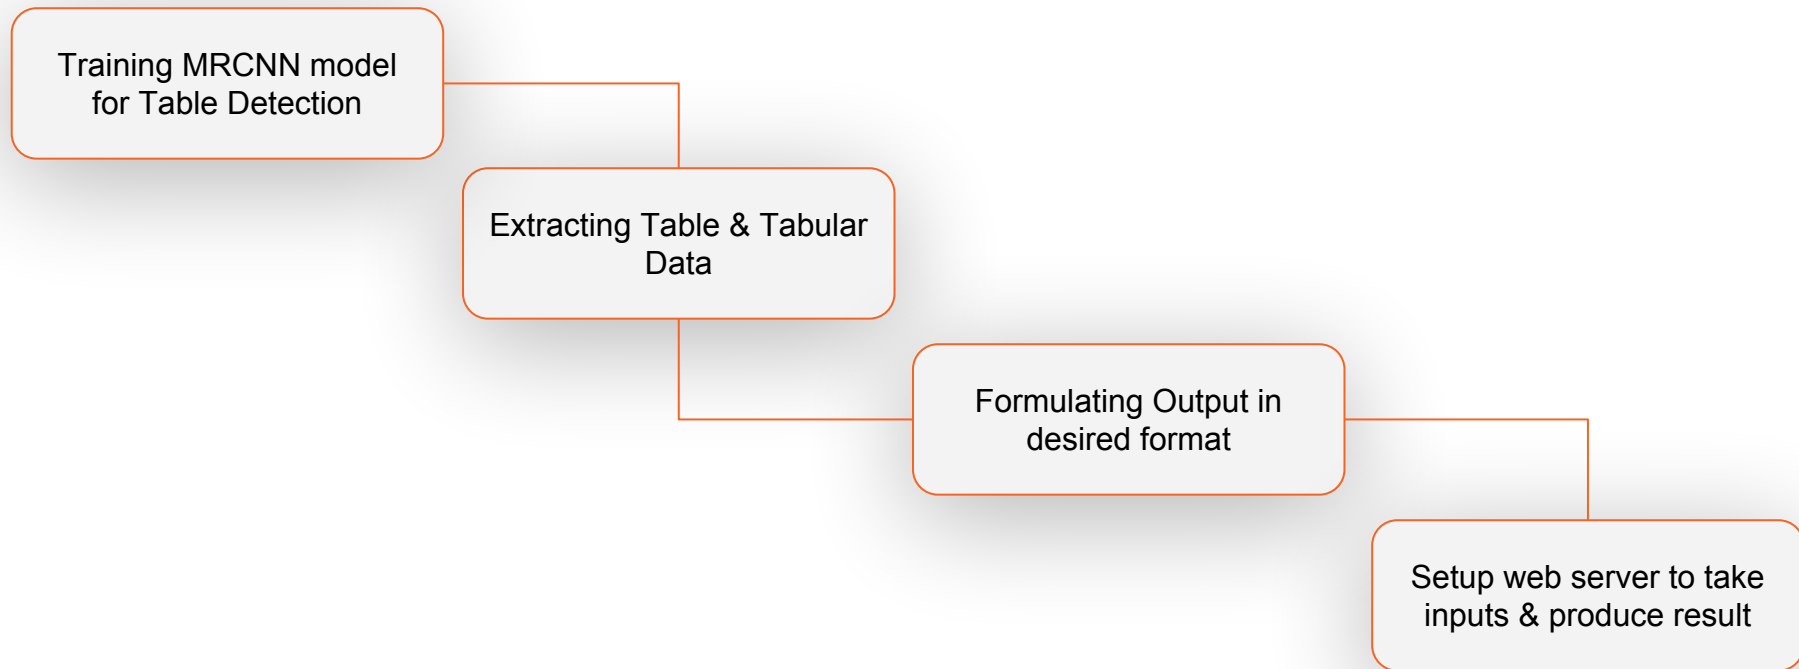 Training MRCNN model
for Table Detection
Extracting Table & Tabular
Data
Formulating Output in
desired format
Setup web server to take
inputs & produce result